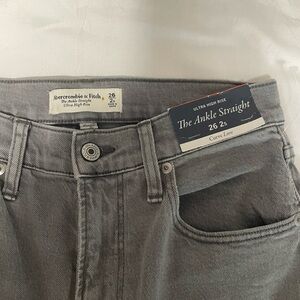 Abercrombie & Fitch
The Ankle Straight
Ultra High Rise
26
ULTRA HIGH RISE
The Ankle Straight
26 2s
Curve Love